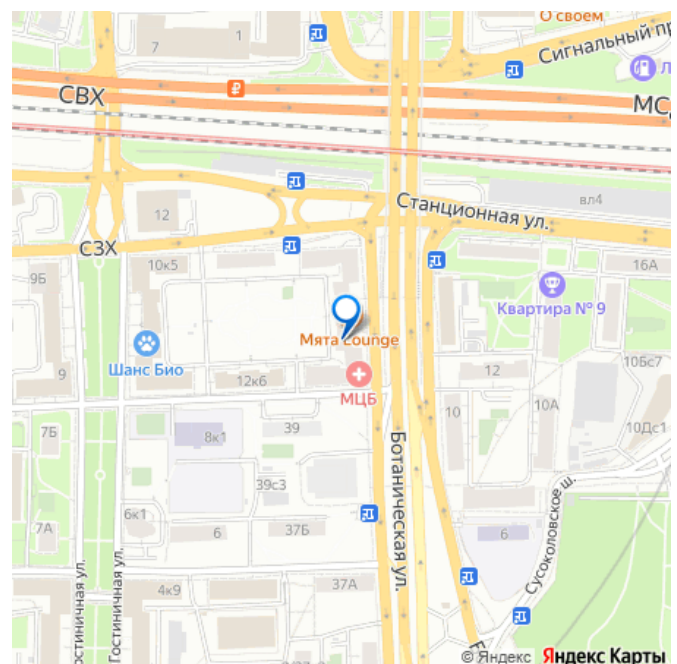 О своем
7
1
Сигнальный пр
Л
₽
СВХ
МСД
Станционная ул.
вл4
12
СЗХ
10к5
16А
9Б
Квартира № 9
Мята Lounge
Шанс Био
10Бс7
9
12к6
МЦБ
12
10
10А
7Б
8к1
39
10Дс1
Ботаническая ул.
39с3
Сусоколовское ш.
6к1
6
37Б
7А
6
4к9
37А
остиничная ул.
Гостиничная ул.
© Яндекс Яндекс Карты